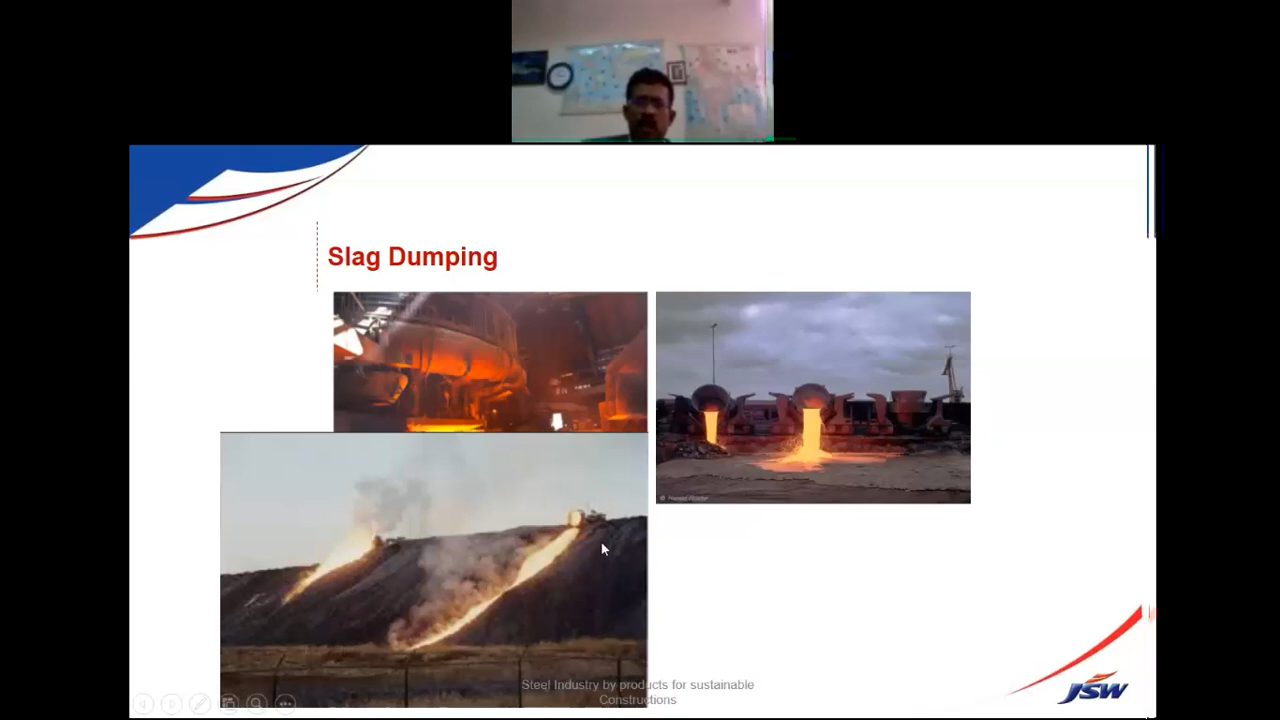 Slag Dumping
Steel Industry by products for sustainable
Constructions
JSW